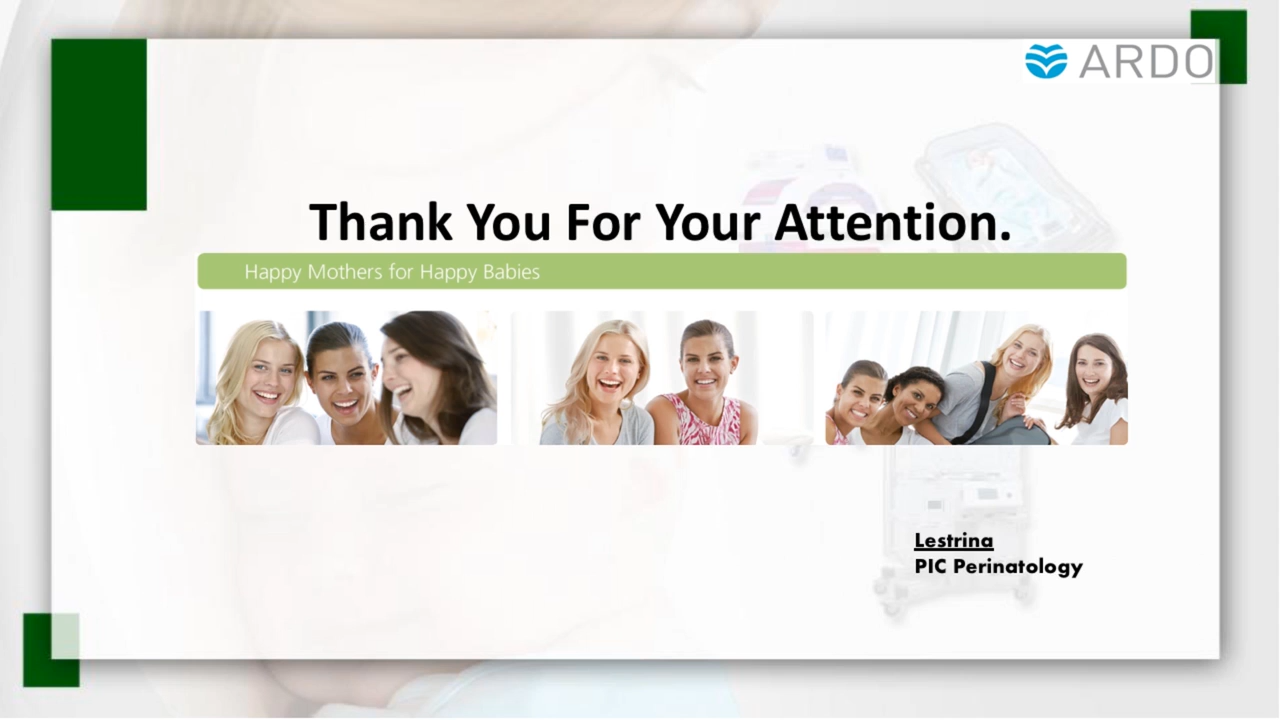 ARDO
Thank You For Your Attention.
Happy Mothers for Happy Babies
Lestrina
PIC Perinatology